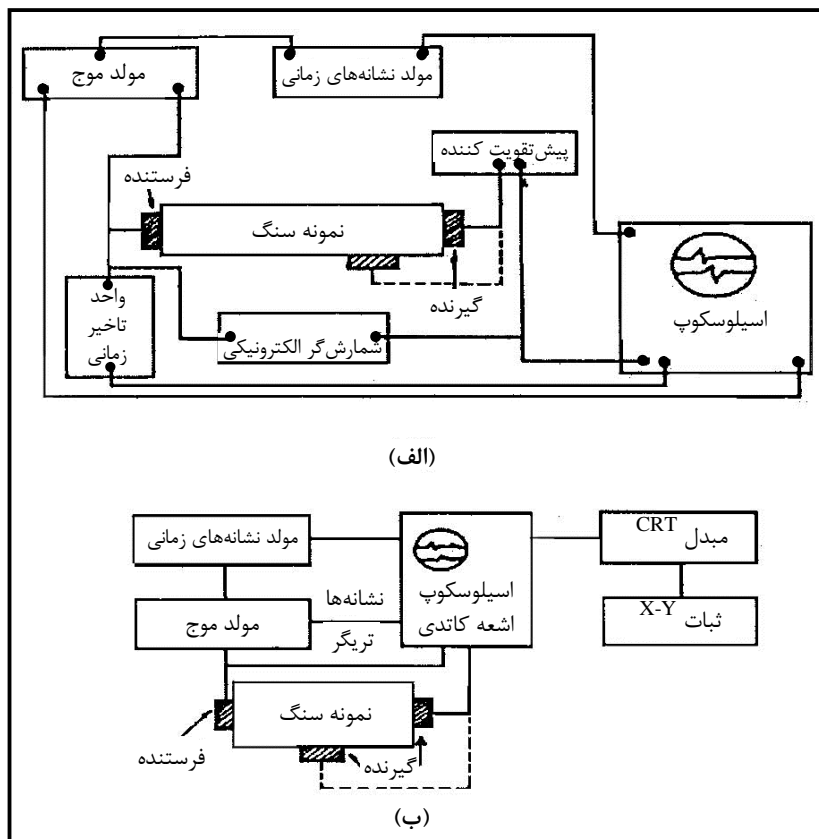 مولد موج
مولد نشانه‌های زمانی
پیش‌تقویت کننده
فرستنده
نمونه سنگ
گیرنده
اسیلوسکوپ
واحد
تاخیر
زمانی
شمارش‌گر الکترونیکی
(الف)
مولد نشانه‌های زمانی
مولد موج
نشانه‌ها
تریگر
اسیلوسکوپ
اشعه کاتدی
مبدل CRT
ثبات X-Y
نمونه سنگ
فرستنده
گیرنده
(ب)